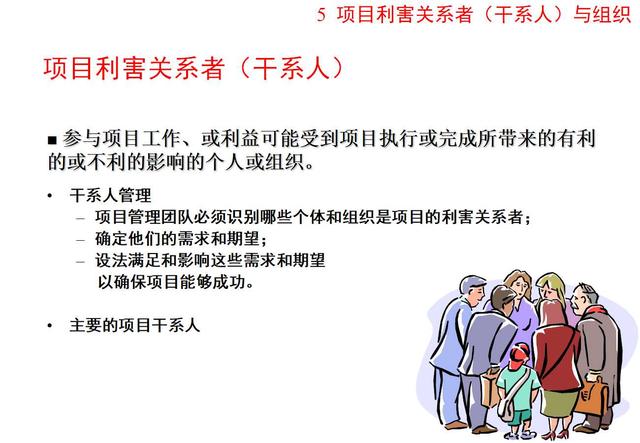 5 项目利害关系者（干系人）与组织
项目利害关系者（干系人）
■ 参与项目工作、或利益可能受到项目执行或完成所带来的有利
的或不利的影响的个人或组织。
• 干系人管理
– 项目管理团队必须识别哪些个体和组织是项目的利害关系者；
– 确定他们的需求和期望；
– 设法满足和影响这些需求和期望
以确保项目能够成功。
• 主要的项目干系人